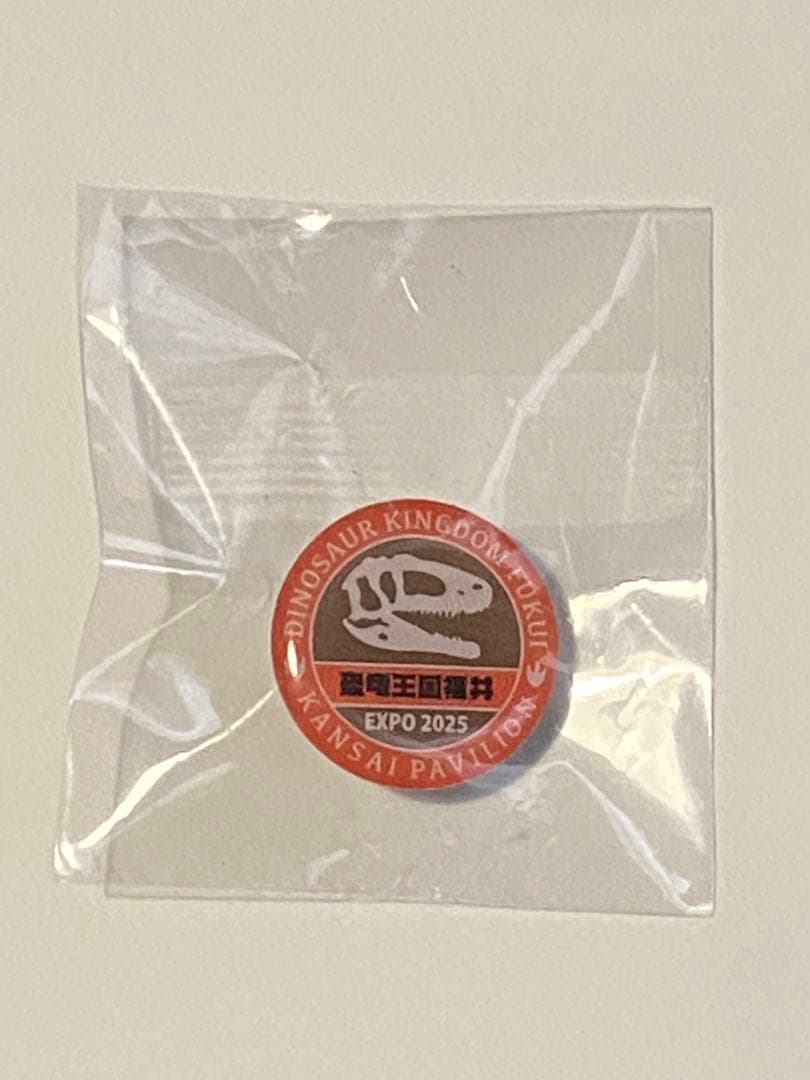 DINOSAUR KINGDOM FUKUI
恐竜王国福井
EXPO 2025
KANSAI PAVILION